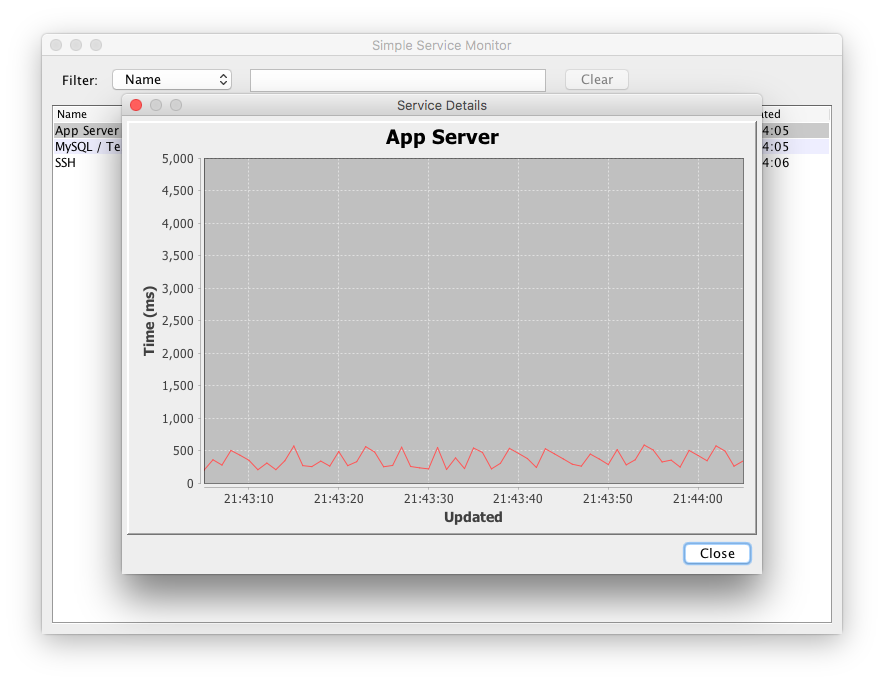 Simple Service Monitor
Filter: Name Clear
Service Details
Name
App Server 4:05
MySQL / Te 4:05
SSH 4:06
App Server
5,000
4,500
4,000
3,500
3,000
2,500
2,000
1,500
1,000
500
0
Time (ms)
21:43:10 21:43:20 21:43:30 21:43:40 21:43:50 21:44:00
Updated
Close